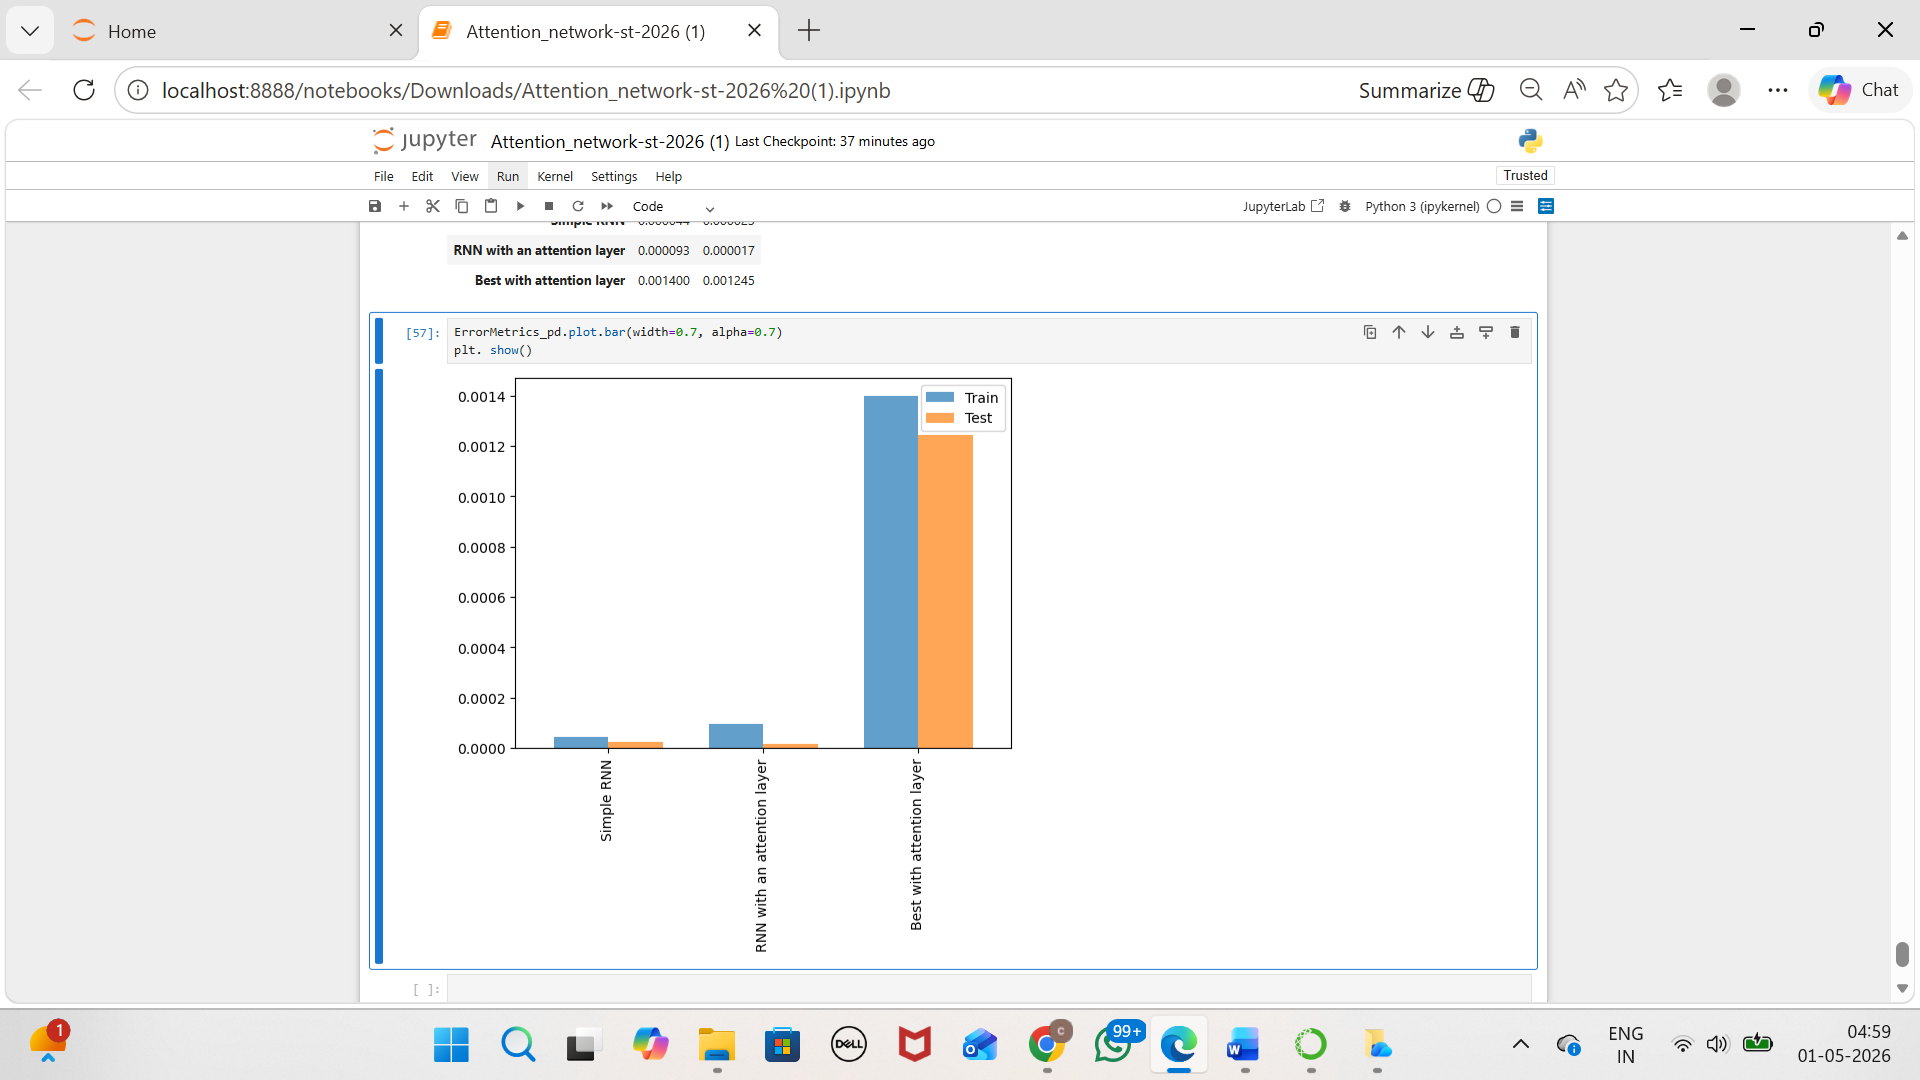 Home
Attention_network-st-2026 (1)
localhost:8888/notebooks/Downloads/Attention_network-st-2026%20(1).ipynb
Summarize
Chat
jupyter Attention_network-st-2026 (1) Last Checkpoint: 37 minutes ago
File Edit View Run Kernel Settings Help
Trusted
Code
JupyterLab
Python 3 (ipykernel)
Simple RNN
RNN with an attention layer 0.000093 0.000017
Best with attention layer 0.001400 0.001245
[57]:
ErrorMetrics_pd.plot.bar(width=0.7, alpha=0.7)
plt. show()
Train
Test
0.0014
0.0012
0.0010
0.0008
0.0006
0.0004
0.0002
0.0000
Simple RNN
RNN with an attention layer
Best with attention layer
[ ]:
1
DELL
C
99+
ENG
IN
04:59
01-05-2026